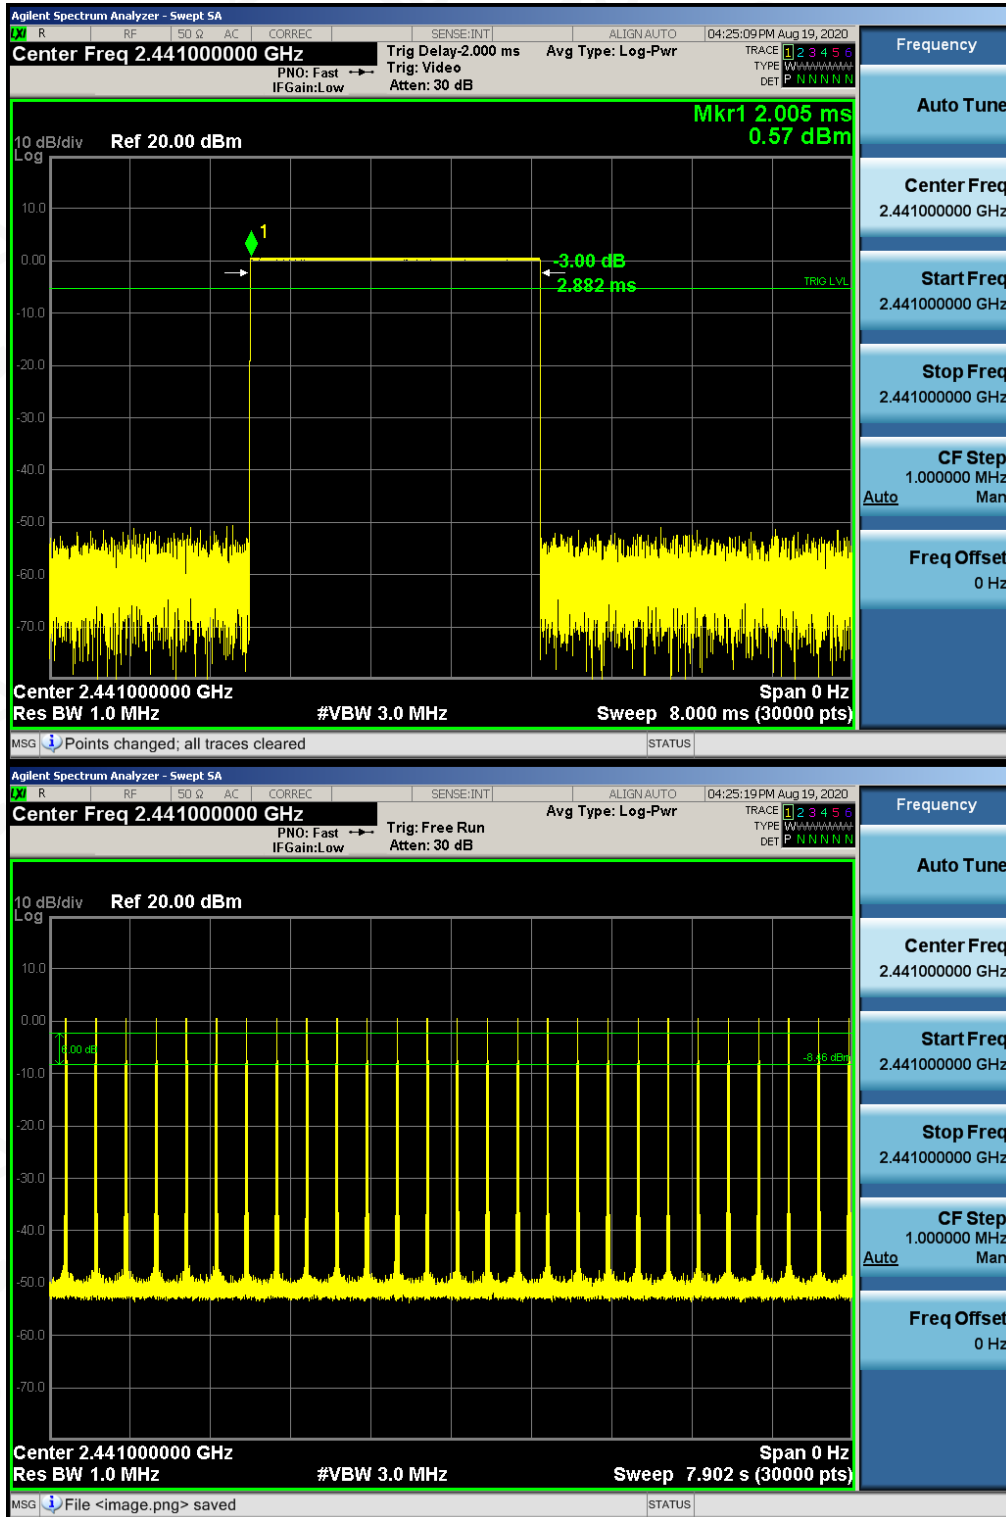 Agilent Spectrum Analyzer - Swept SA
LXI R RF 50 Ω AC CORREC SENSE:INT ALIGN AUTO 04:25:09 PM Aug 19, 2020
Center Freq 2.441000000 GHz
PNO: Fast
IFGain:Low
Trig Delay-2.000 ms
Trig: Video
Atten: 30 dB
Avg Type: Log-Pwr
TRACE 1 2 3 4 5 6
TYPE WWWWWW
DET P N N N N N
Mkr1 2.005 ms
0.57 dBm
10 dB/div Ref 20.00 dBm
Log
10.0
1
0.00
-3.00 dB
2.882 ms
TRIG LVL
-10.0
-20.0
-30.0
-40.0
-50.0
-60.0
-70.0
Center 2.441000000 GHz Span 0 Hz
Res BW 1.0 MHz #VBW 3.0 MHz Sweep 8.000 ms (30000 pts)
MSG Points changed; all traces cleared STATUS
Frequency
Auto Tune
Center Freq
2.441000000 GHz
Start Freq
2.441000000 GHz
Stop Freq
2.441000000 GHz
CF Step
1.000000 MHz
Auto Man
Freq Offset
0 Hz
Agilent Spectrum Analyzer - Swept SA
LXI R RF 50 Ω AC CORREC SENSE:INT ALIGN AUTO 04:25:19 PM Aug 19, 2020
Center Freq 2.441000000 GHz
PNO: Fast
IFGain:Low
Trig: Free Run
Atten: 30 dB
Avg Type: Log-Pwr
TRACE 1 2 3 4 5 6
TYPE WWWWWW
DET P N N N N N
10 dB/div Ref 20.00 dBm
Log
10.0
0.00
6.00 dB
-8.46 dBm
-10.0
-20.0
-30.0
-40.0
-50.0
-60.0
-70.0
Center 2.441000000 GHz Span 0 Hz
Res BW 1.0 MHz #VBW 3.0 MHz Sweep 7.902 s (30000 pts)
MSG File <image.png> saved STATUS
Frequency
Auto Tune
Center Freq
2.441000000 GHz
Start Freq
2.441000000 GHz
Stop Freq
2.441000000 GHz
CF Step
1.000000 MHz
Auto Man
Freq Offset
0 Hz